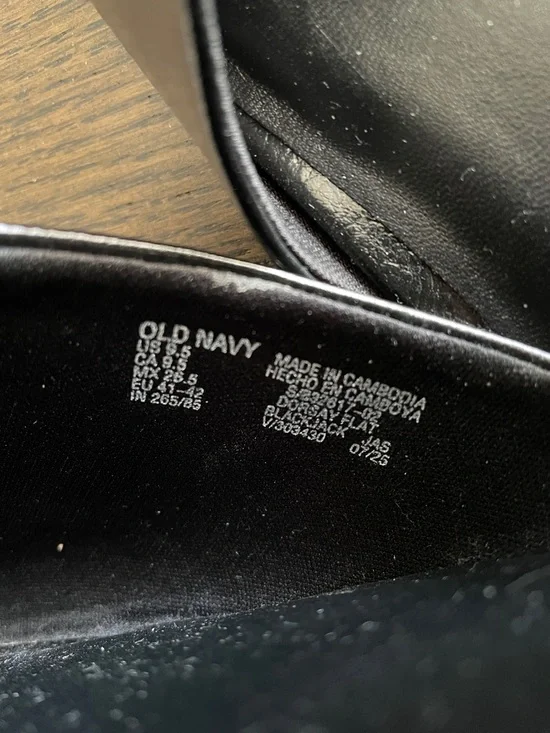 OLD NAVY
US 9.5
CA 9.5
MX 26.5
EU 41-42
IN 265/85
MADE IN CAMBODIA
HECHO EN CAMBOYA
DORSAY FLAT
BLACKJACK JAS
V/303430 07/25